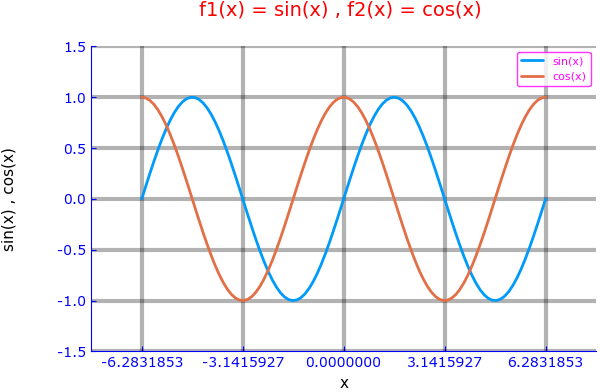 f1(x) = sin(x) , f2(x) = cos(x)
sin(x)
cos(x)
sin(x) , cos(x)
1.5
1.0
0.5
0.0
-0.5
-1.0
-1.5
-6.2831853 -3.1415927 0.0000000 3.1415927 6.2831853
x